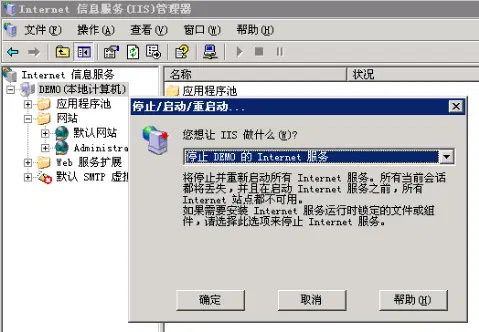 Internet 信息服务(IIS)管理器
文件(F) 操作(A) 查看(V) 窗口(W) 帮助(H)
Internet 信息服务
DEMO(本地计算机)
应用程序池
网站
默认网站
Administra
Web 服务扩展
默认 SMTP 虚拟
名称 状况
应用程序池
停止/启动/重启动...
您想让 IIS 做什么(W)?
停止 DEMO 的 Internet 服务
将停止并重新启动所有 Internet 服务。所有当前会话
都将丢失，并且在启动 Internet 服务之前，所有
Internet 站点都不可用。
如果需要安装 Internet 服务运行时锁定的文件或组
件，请选择此选项来停止 Internet 服务。
确定 取消 帮助(H)